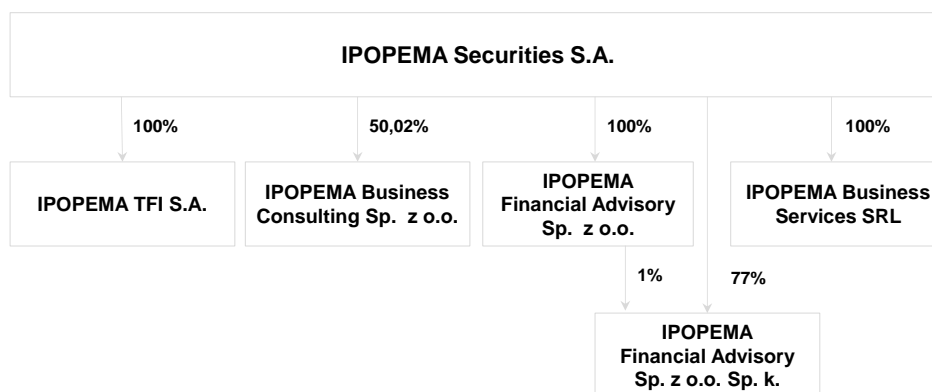 IPOPEMA Securities S.A.
100%
50,02%
100%
100%
IPOPEMA TFI S.A.
IPOPEMA Business
Consulting Sp. z o.o.
IPOPEMA
Financial Advisory
Sp. z o.o.
IPOPEMA Business
Services SRL
1%
77%
IPOPEMA
Financial Advisory
Sp. z o.o. Sp. k.